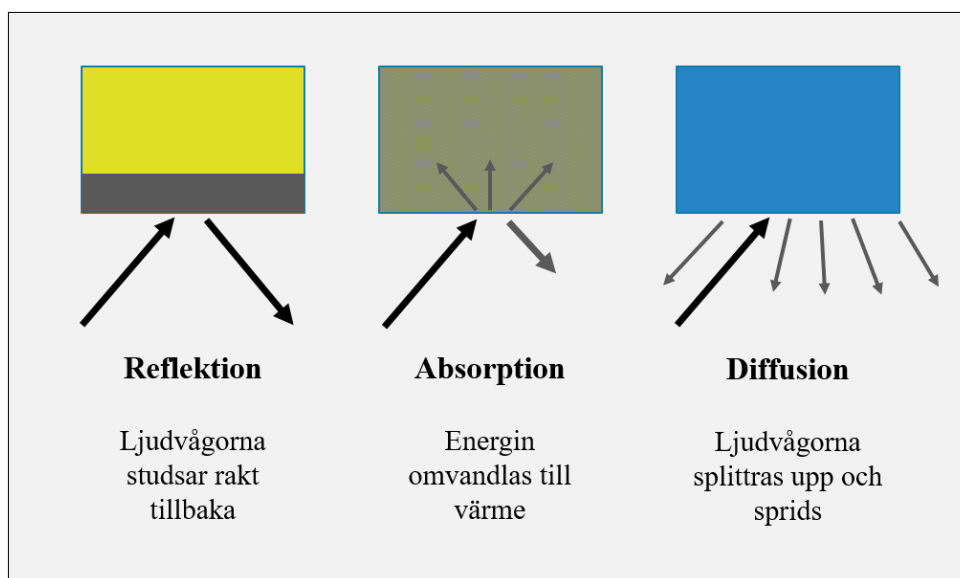 Reflektion
Ljudvågorna
studsar rakt
tillbaka
Absorption
Energin
omvandlas till
värme
Diffusion
Ljudvågorna
splittras upp och
sprids